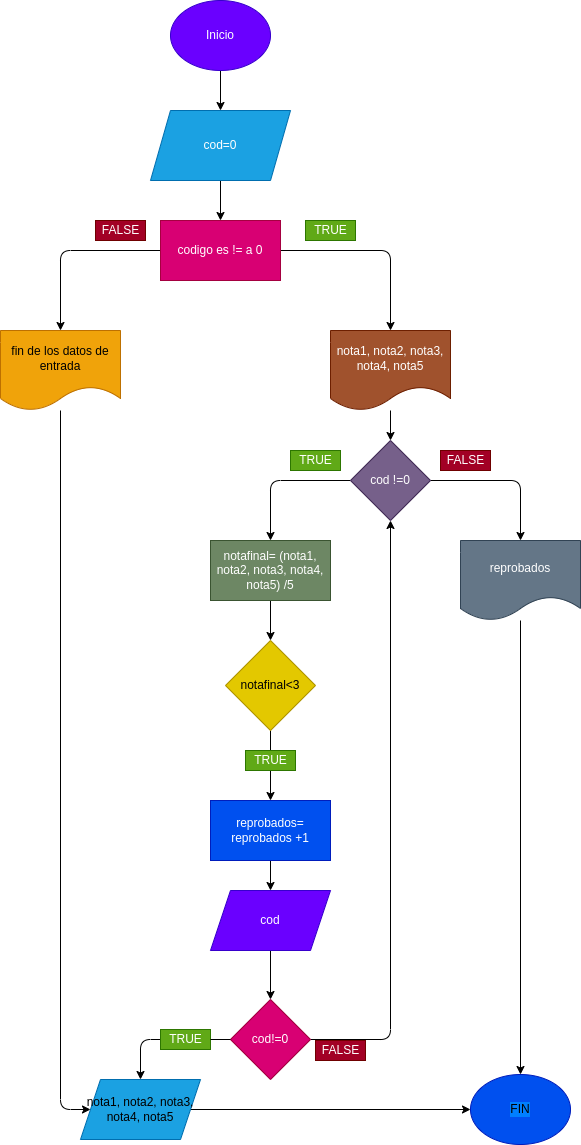 Inicio
cod=0
FALSE
TRUE
codigo es != a 0
fin de los datos de
entrada
nota1, nota2, nota3,
nota4, nota5
TRUE
FALSE
cod !=0
notafinal= (nota1,
nota2, nota3, nota4,
nota5) /5
reprobados
notafinal<3
TRUE
reprobados=
reprobados +1
cod
TRUE
cod!=0
FALSE
nota1, nota2, nota3,
nota4, nota5
FIN